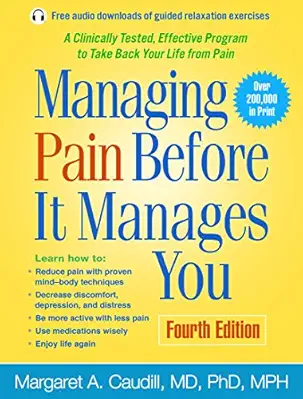 Free audio downloads of guided relaxation exercises
A Clinically Tested, Effective Program
to Take Back Your Life from Pain
Managing
Pain Before
It Manages
You
Over
200,000
in Print
Learn how to:
• Reduce pain with proven
mind–body techniques
• Decrease discomfort,
depression, and distress
• Be more active with less pain
• Use medications wisely
• Enjoy life again
Fourth Edition
Margaret A. Caudill, MD, PhD, MPH